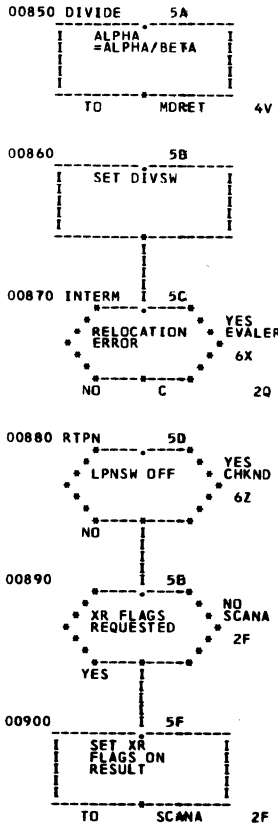 00850 DIVIDE 5A
ALPHA
=ALPHA/BETA
TO MDRET 4V
00860 5B
SET DIVSW
00870 INTERM 5C
RELOCATION
ERROR
YES
EVALER
6X
NO C 2Q
00880 RTPN 5D
LPNSW OFF
YES
CHKND
6Z
NO
00890 5B
XR FLAGS
REQUESTED
NO
SCANA
2F
YES
00900 5F
SET XR
FLAGS ON
RESULT
TO SCANA 2F